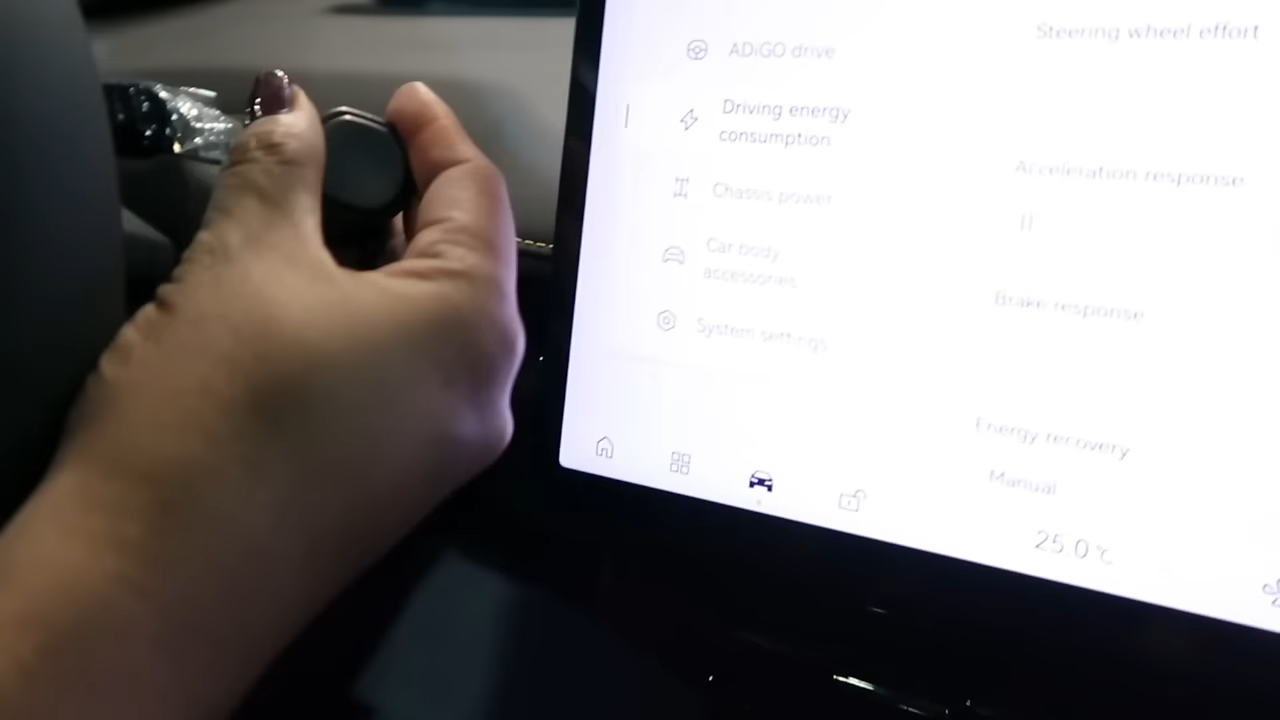 ADiGO drive
Driving energy
consumption
Chassis power
Car body
accessories
System settings
Steering wheel effort
Acceleration response
Brake response
Energy recovery
Manual
25.0℃